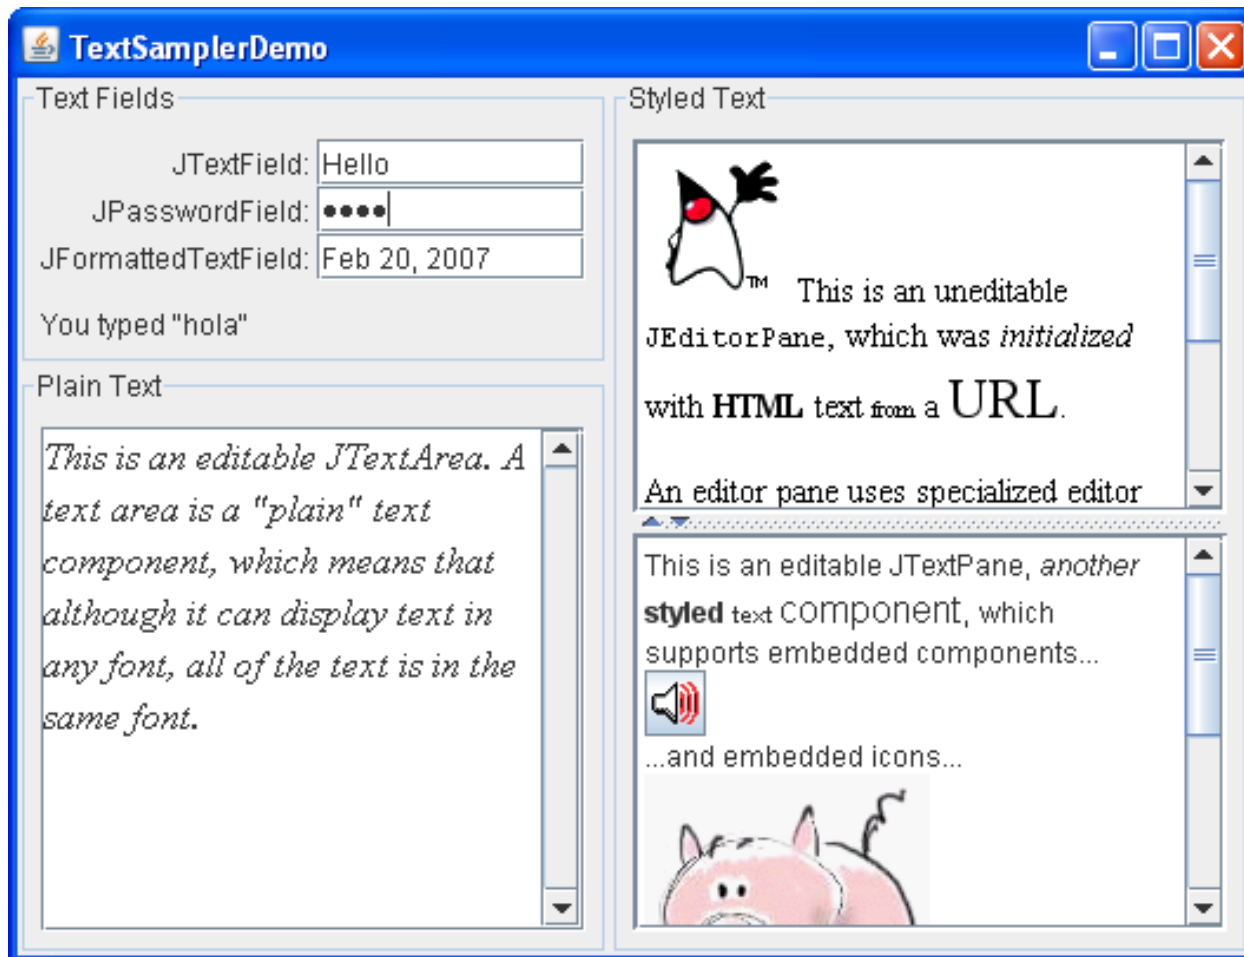 TextSamplerDemo
Text Fields
JTextField: Hello
JPasswordField: ••••
JFormattedTextField: Feb 20, 2007
You typed "hola"
Plain Text
This is an editable JTextArea. A
text area is a "plain" text
component, which means that
although it can display text in
any font, all of the text is in the
same font.
Styled Text
TM This is an uneditable
JEditorPane, which was initialized
with HTML text from a URL.
An editor pane uses specialized editor
This is an editable JTextPane, another
styled text component, which
supports embedded components...
...and embedded icons...